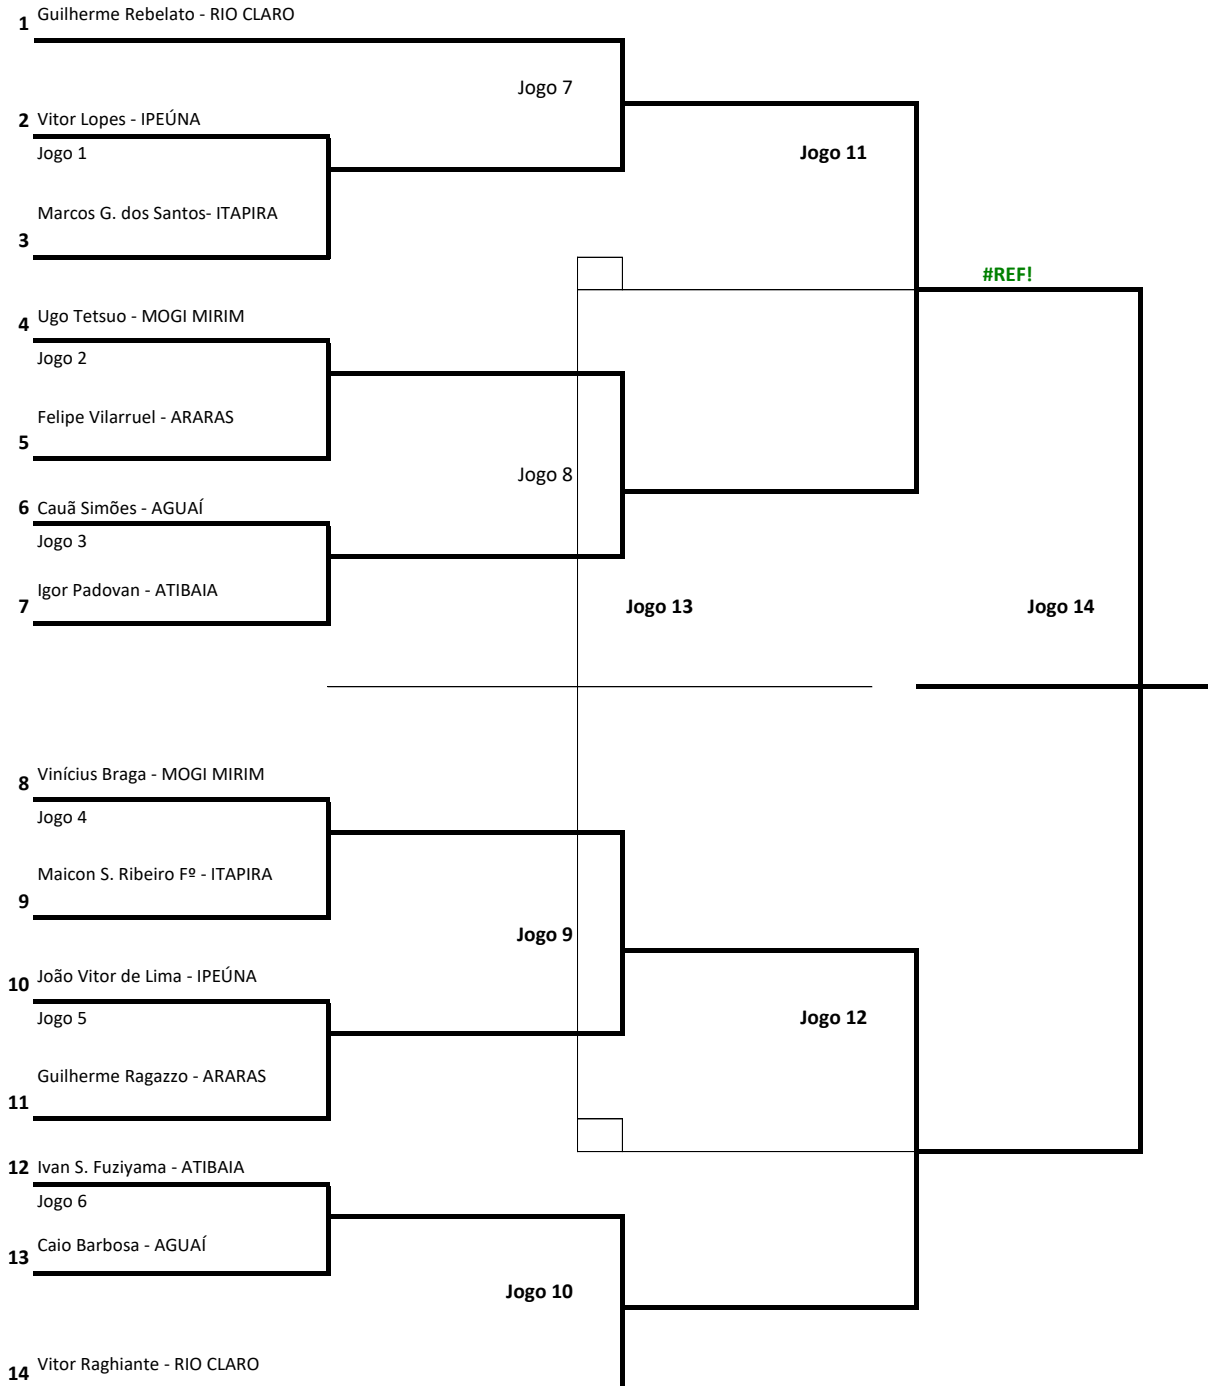 1 Guilherme Rebelato - RIO CLARO
Jogo 7
2 Vitor Lopes - IPEÚNA
Jogo 1
Jogo 11
Marcos G. dos Santos- ITAPIRA
3
#REF!
4 Ugo Tetsuo - MOGI MIRIM
Jogo 2
Felipe Vilarruel - ARARAS
5
Jogo 8
6 Cauã Simões - AGUAÍ
Jogo 3
Igor Padovan - ATIBAIA
7
Jogo 13
Jogo 14
8 Vinícius Braga - MOGI MIRIM
Jogo 4
Maicon S. Ribeiro Fº - ITAPIRA
9
Jogo 9
10 João Vitor de Lima - IPEÚNA
Jogo 5
Jogo 12
Guilherme Ragazzo - ARARAS
11
12 Ivan S. Fuziyama - ATIBAIA
Jogo 6
13 Caio Barbosa - AGUAÍ
Jogo 10
14 Vitor Raghiante - RIO CLARO